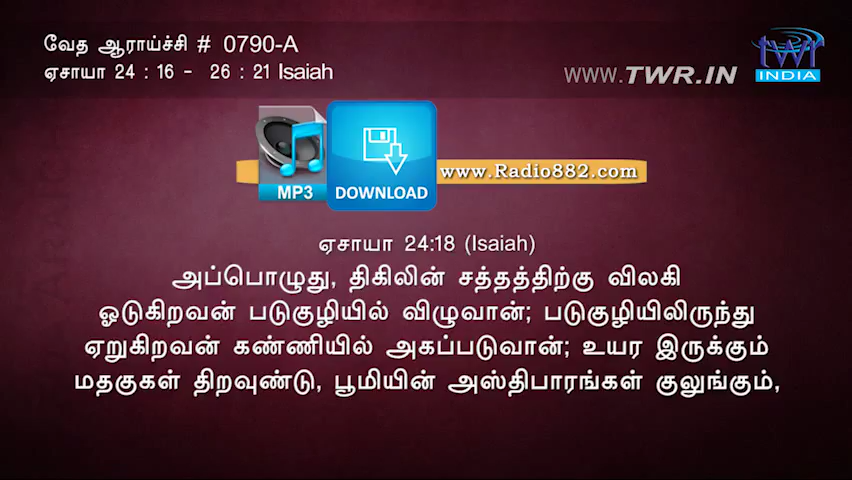 வேத ஆராய்ச்சி # 0790-A
ஏசாயா 24 : 16 - 26 : 21 Isaiah
WWW.TWR.IN
twr
INDIA
MP3
DOWNLOAD
www.Radio882.com
ஏசாயா 24:18 (Isaiah)
அப்பொழுது, திகிலின் சத்தத்திற்கு விலகி
ஓடுகிறவன் படுகுழியில் விழுவான்; படுகுழியிலிருந்து
ஏறுகிறவன் கண்ணியில் அகப்படுவான்; உயர இருக்கும்
மதகுகள் திறவுண்டு, பூமியின் அஸ்திபாரங்கள் குலுங்கும்,